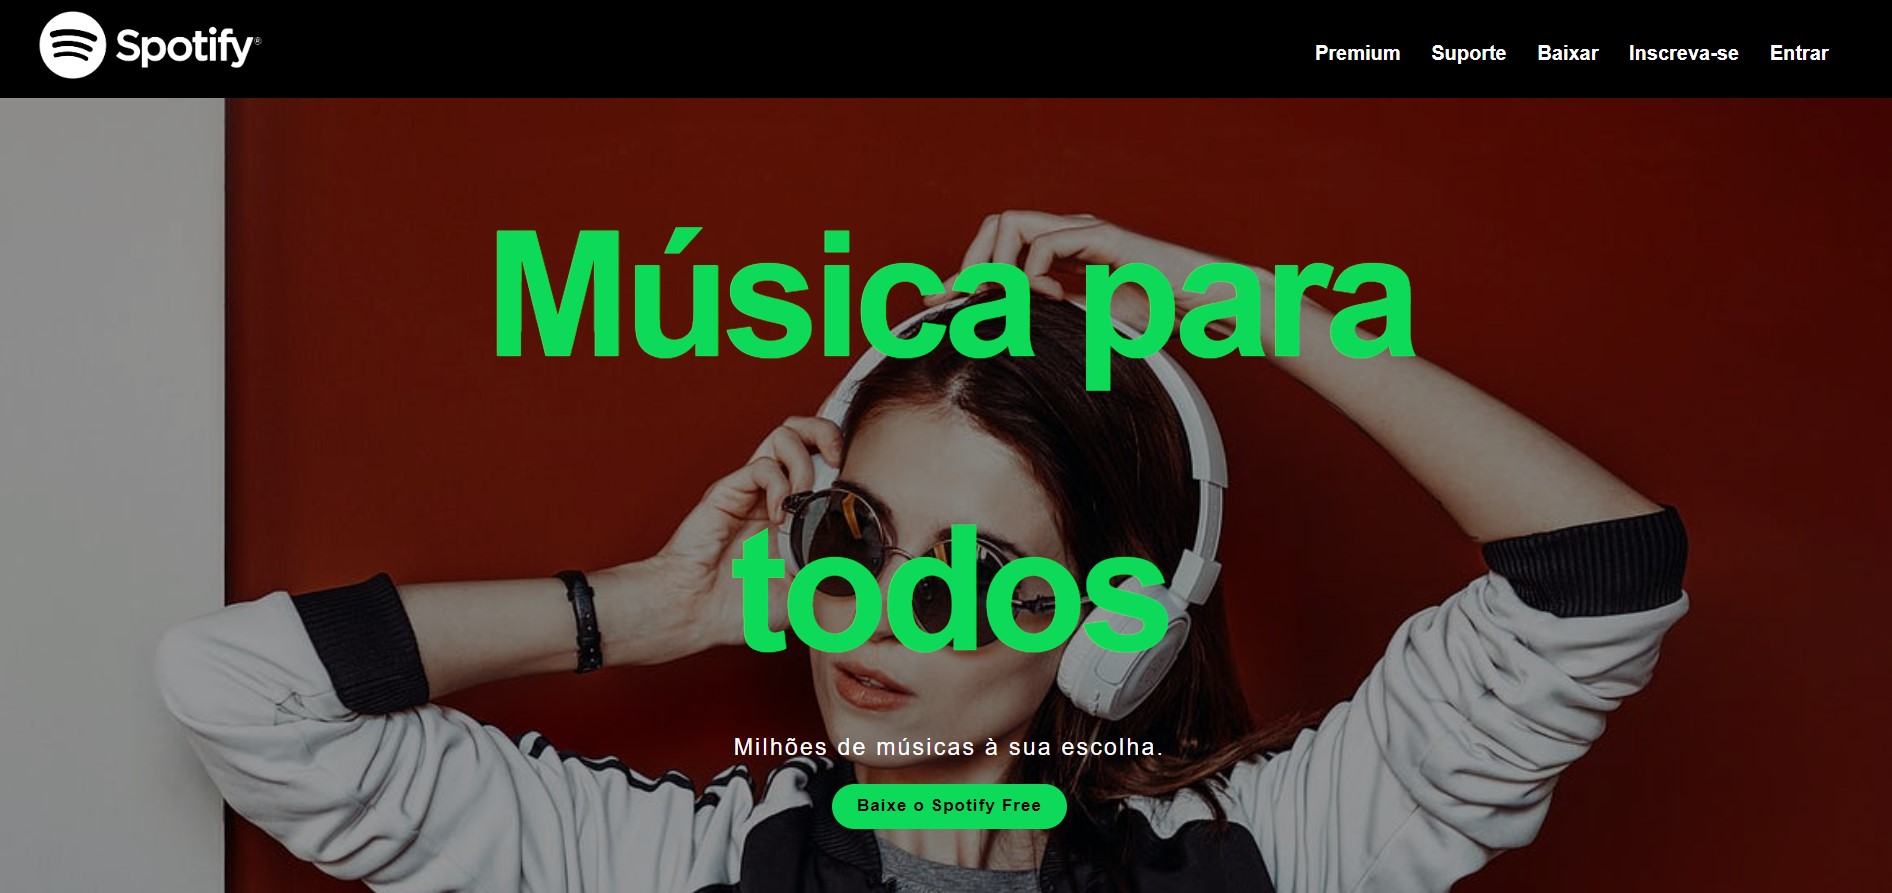 Spotify®
Premium Suporte Baixar Inscreva-se Entrar
Música para
todos
Milhões de músicas à sua escolha.
Baixe o Spotify Free